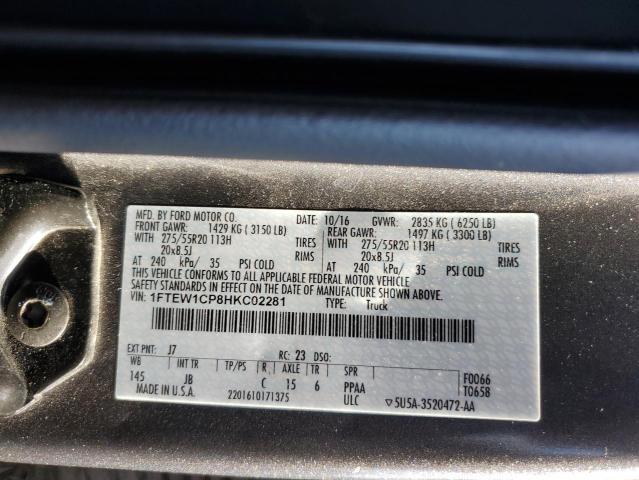 MFD. BY FORD MOTOR CO. DATE: 10/16 GVWR: 2835 KG ( 6250 LB)
FRONT GAWR: 1429 KG ( 3150 LB) REAR GAWR: 1497 KG ( 3300 LB)
WITH 275/55R20 113H TIRES WITH 275/55R20 113H TIRES
20x8.5J RIMS 20x8.5J RIMS
AT 240 kPa/ 35 PSI COLD AT 240 kPa/ 35 PSI COLD
THIS VEHICLE CONFORMS TO ALL APPLICABLE FEDERAL MOTOR VEHICLE
SAFETY STANDARDS IN EFFECT ON THE DATE OF MANUFACTURE SHOWN ABOVE.
VIN: 1FTEW1CP8HKC02281 TYPE: Truck
EXT PNT: J7 RC: 23 DSO:
WB INT TR TP/PS R AXLE TR SPR F0066
145 JB C 15 6 PPAA T0658
MADE IN U.S.A. 2201610171375 ULC ▽5U5A-3520472-AA